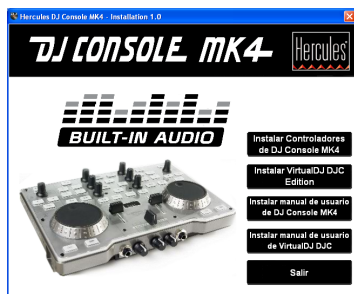 Hercules DJ Console MK4 - Installation 1.0
DJ CONSOLE MK4
Hercules
BUILT-IN AUDIO
Instalar Controladores
de DJ Console MK4
Instalar VirtualDJ DJC
Edition
Instalar manual de usuario
de DJ Console MK4
Instalar manual de usuario
de VirtualDJ DJC
Salir